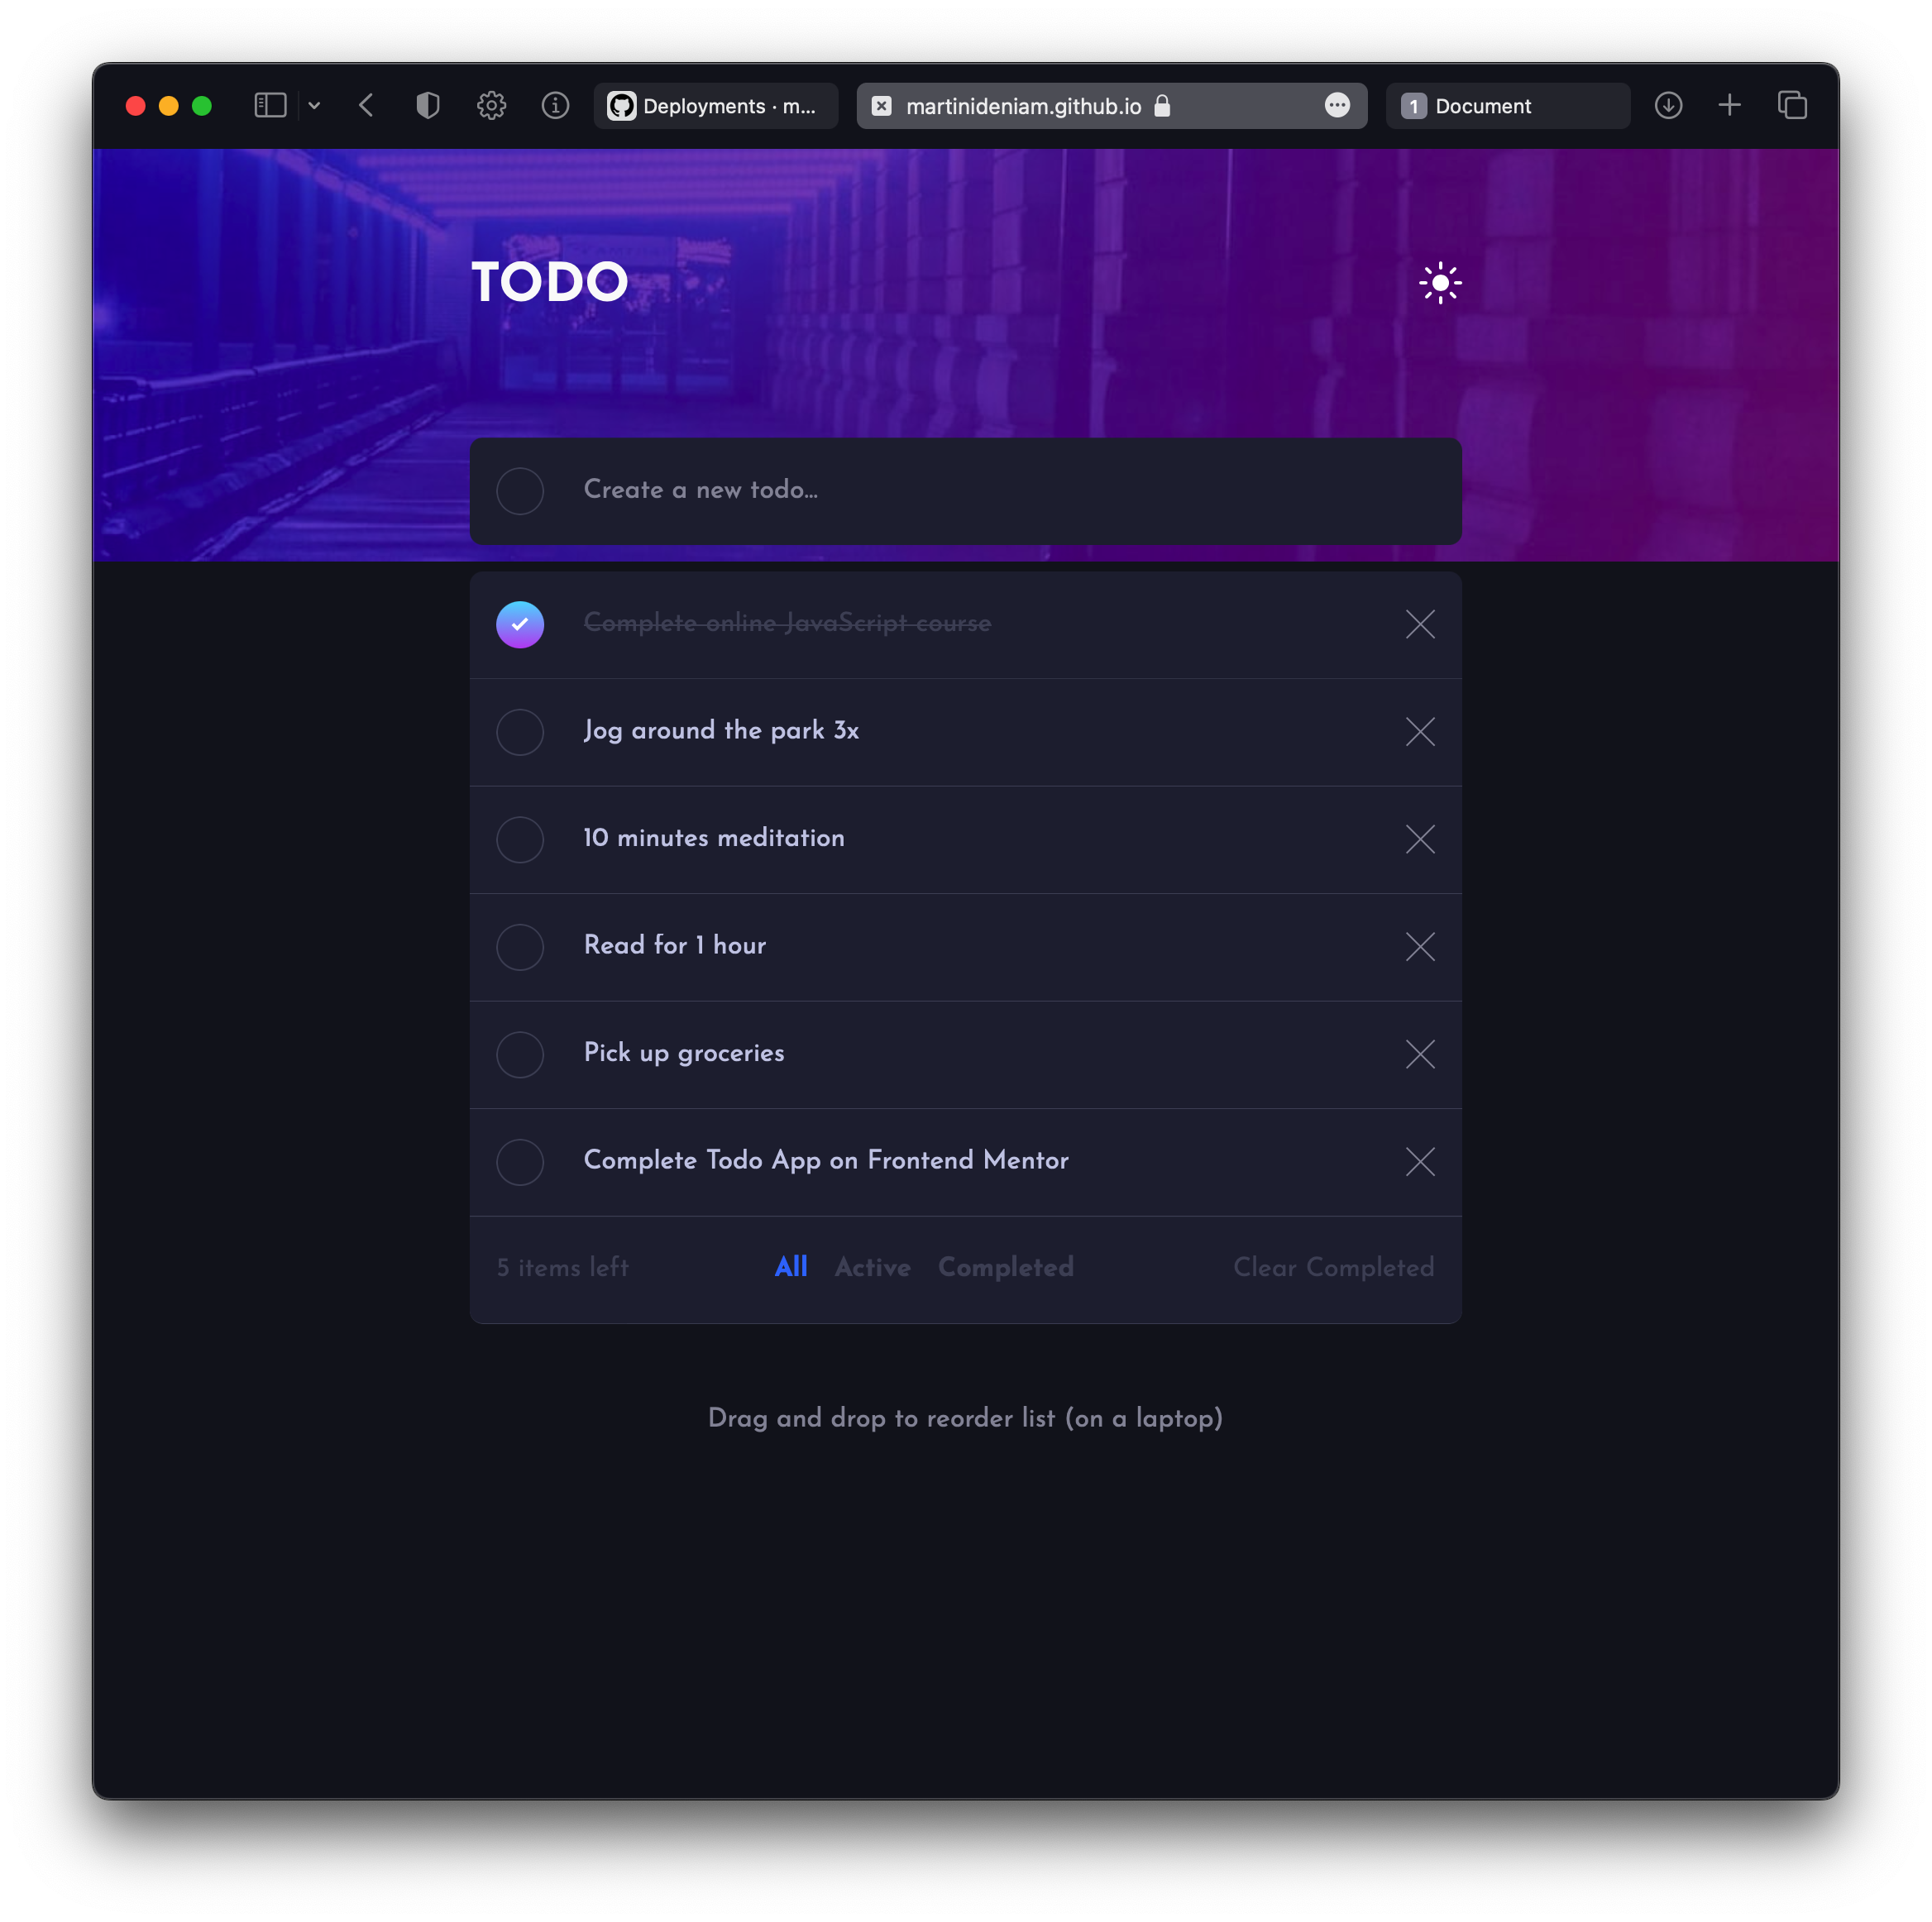 Deployments · m...
martinideniam.github.io
1 Document
TODO
Create a new todo...
Complete online JavaScript course
Jog around the park 3x
10 minutes meditation
Read for 1 hour
Pick up groceries
Complete Todo App on Frontend Mentor
5 items left All Active Completed Clear Completed
Drag and drop to reorder list (on a laptop)